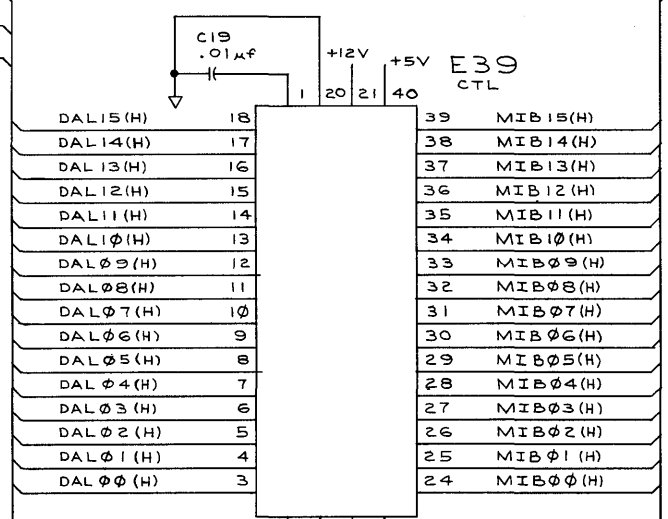 C19
.01µf
+12V
+5V
E39
CTL
1 20 21 40
DAL15(H) 18 39 MIB15(H)
DAL14(H) 17 38 MIB14(H)
DAL13(H) 16 37 MIB13(H)
DAL12(H) 15 36 MIB12(H)
DAL11(H) 14 35 MIB11(H)
DAL1Ø(H) 13 34 MIB1Ø(H)
DALØ9(H) 12 33 MIBØ9(H)
DALØ8(H) 11 32 MIBØ8(H)
DALØ7(H) 1Ø 31 MIBØ7(H)
DALØ6(H) 9 30 MIBØ6(H)
DALØ5(H) 8 29 MIBØ5(H)
DALØ4(H) 7 28 MIBØ4(H)
DALØ3(H) 6 27 MIBØ3(H)
DALØ2(H) 5 26 MIBØ2(H)
DALØ1(H) 4 25 MIBØ1(H)
DALØØ(H) 3 24 MIBØØ(H)